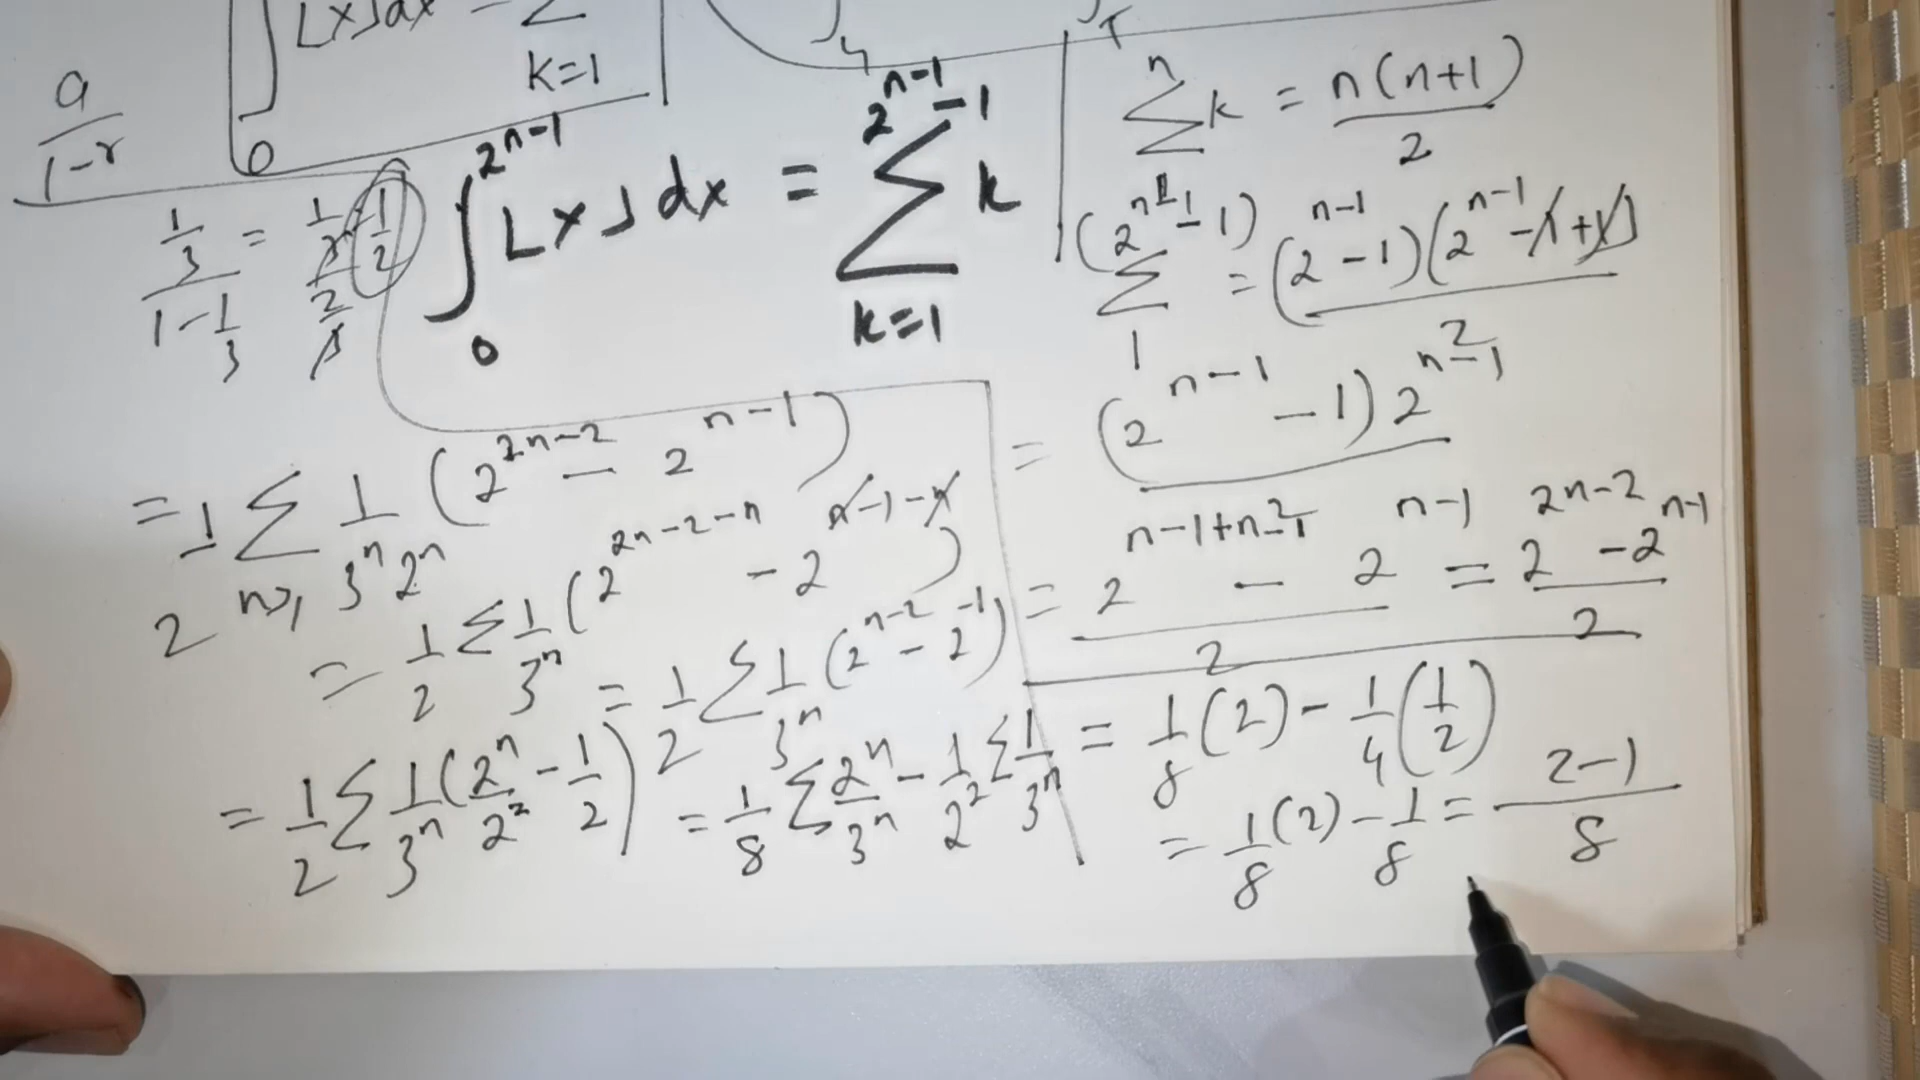 ∫_0 ⌊x⌋dx = ∑_{k=1}
a/(1-r)
(1/3)/(1-1/3) = (1/3)/(2/3) = 1/2
∫_0^{2^{n-1}} ⌊x⌋dx = ∑_{k=1}^{2^{n-1}-1} k
∑^n k = n(n+1)/2
∑_1^{(2^{n-1}-1)} = (2^{n-1}-1)(2^{n-1}-1+1)/2
= (2^{n-1}-1)2^{n-1}/2
= (2^{n-1+n-1} - 2^{n-1})/2 = (2^{2n-2} - 2^{n-1})/2
= 1/2 ∑_{n≥1} 1/(3^n 2^n) (2^{2n-2} - 2^{n-1})
= 1/2 ∑ 1/3^n (2^{2n-2-n} - 2^{n-1-n})
= 1/2 ∑ 1/3^n (2^{n-2} - 2^{-1})
= 1/2 ∑ 1/3^n (2^n/2^2 - 1/2) = 1/8 ∑ 2^n/3^n - 1/2^2 ∑ 1/3^n
= 1/8 (2) - 1/4 (1/2)
= 1/8 (2) - 1/8 = (2-1)/8